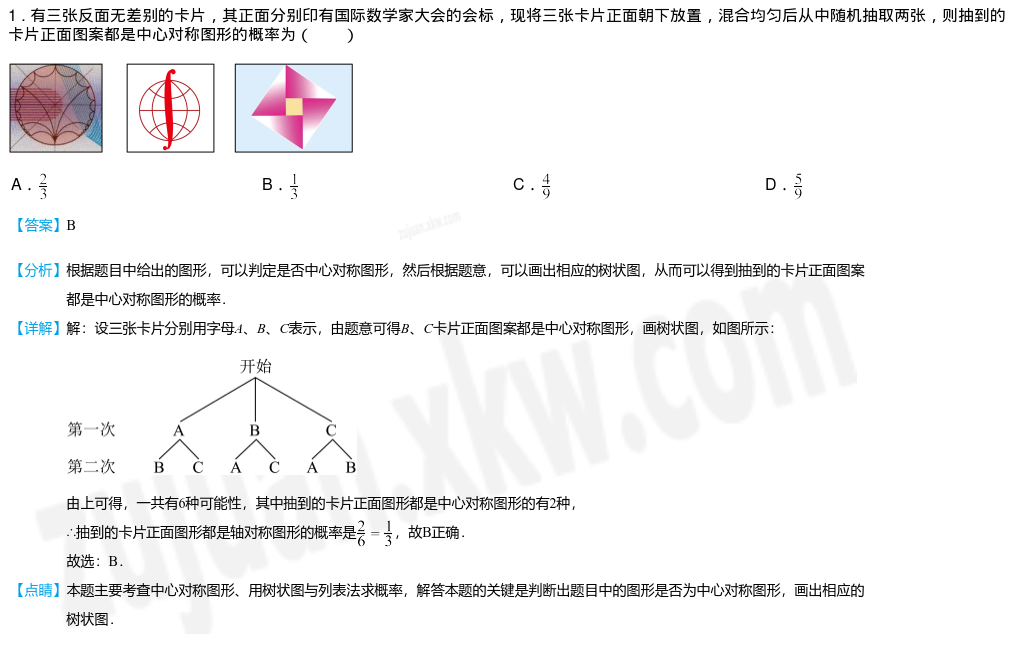 1．有三张反面无差别的卡片，其正面分别印有国际数学家大会的会标，现将三张卡片正面朝下放置，混合均匀后从中随机抽取两张，则抽到的
卡片正面图案都是中心对称图形的概率为（　　）
A．2/3　B．1/3　C．4/9　D．5/9
【答案】B
zujuan.xkw.com
【分析】根据题目中给出的图形，可以判定是否中心对称图形，然后根据题意，可以画出相应的树状图，从而可以得到抽到的卡片正面图案
都是中心对称图形的概率．
【详解】解：设三张卡片分别用字母A、B、C表示，由题意可得B、C卡片正面图案都是中心对称图形，画树状图，如图所示：
开始
第一次 A B C
第二次 B C A C A B
zujuan.xkw.com
由上可得，一共有6种可能性，其中抽到的卡片正面图形都是中心对称图形的有2种，
∴抽到的卡片正面图形都是轴对称图形的概率是2/6＝1/3，故B正确．
故选：B．
【点睛】本题主要考查中心对称图形、用树状图与列表法求概率，解答本题的关键是判断出题目中的图形是否为中心对称图形，画出相应的
树状图．